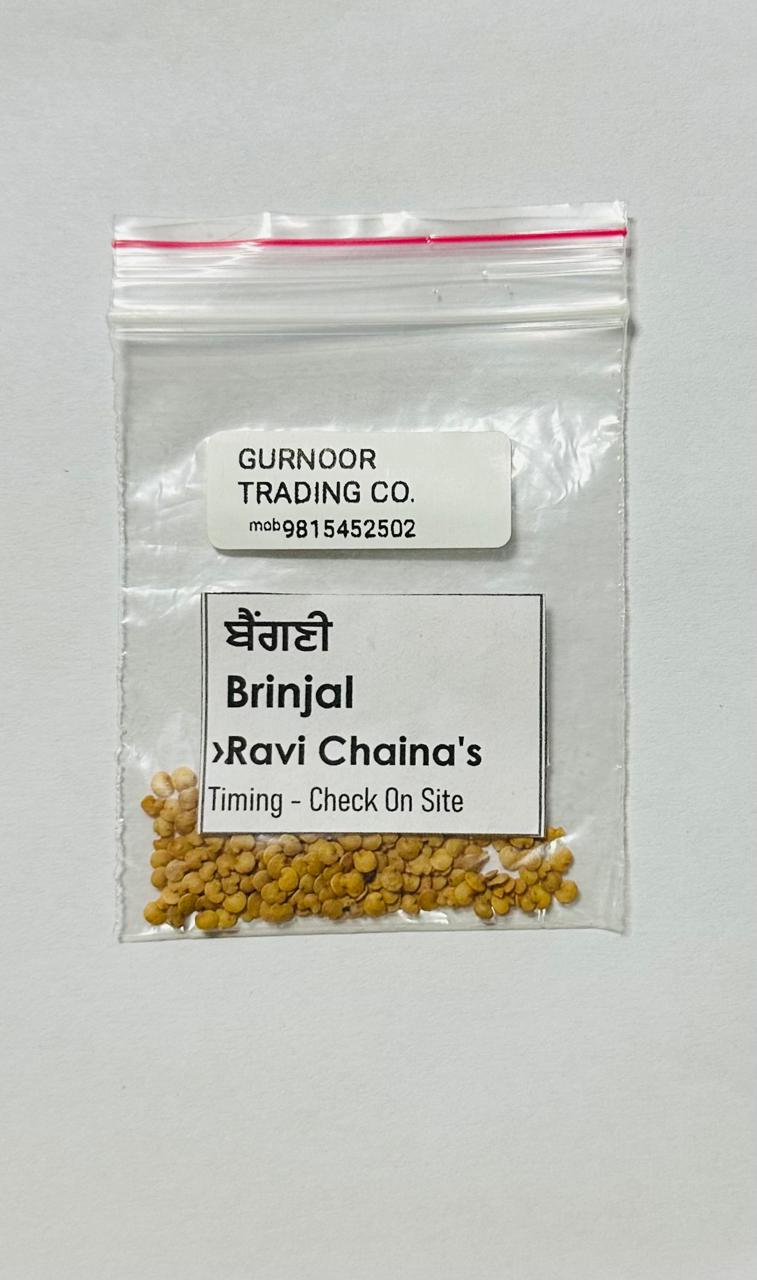 GURNOOR
TRADING CO.
mob9815452502
ਬੈਂਗਣੀ
Brinjal
›Ravi Chaina's
Timing - Check On Site